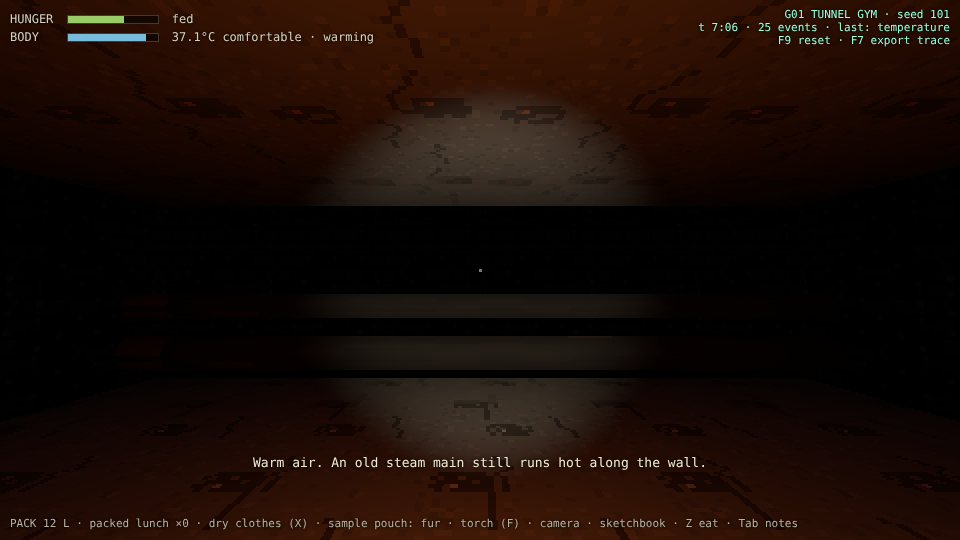 HUNGER fed
BODY 37.1°C comfortable · warming
G01 TUNNEL GYM · seed 101
t 7:06 · 25 events · last: temperature
F9 reset · F7 export trace
Warm air. An old steam main still runs hot along the wall.
PACK 12 L · packed lunch ×0 · dry clothes (X) · sample pouch: fur · torch (F) · camera · sketchbook · Z eat · Tab notes